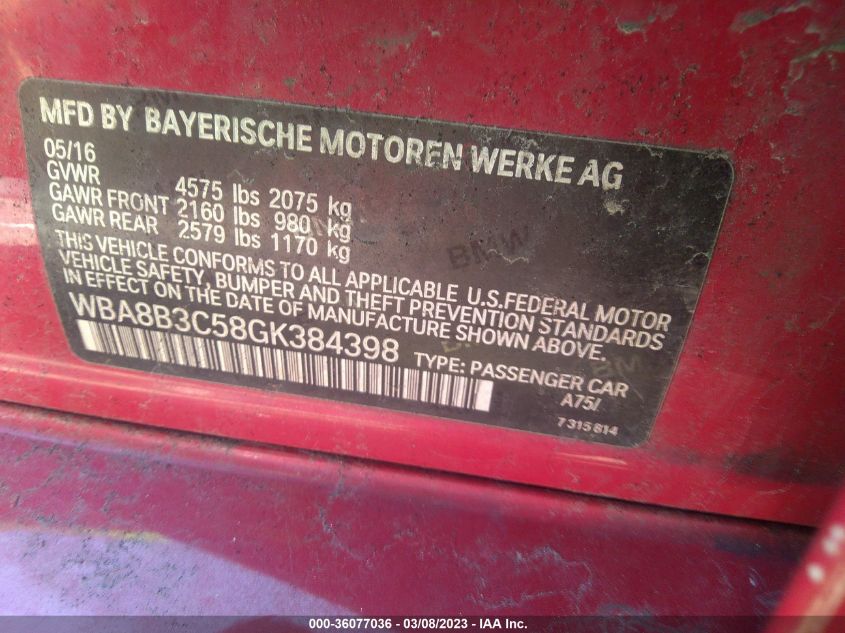 MFD BY BAYERISCHE MOTOREN WERKE AG
05/16
GVWR 4575 lbs 2075 kg
GAWR FRONT 2160 lbs 980 kg
GAWR REAR 2579 lbs 1170 kg
THIS VEHICLE CONFORMS TO ALL APPLICABLE U.S.FEDERAL MOTOR
VEHICLE SAFETY, BUMPER AND THEFT PREVENTION STANDARDS
IN EFFECT ON THE DATE OF MANUFACTURE SHOWN ABOVE.
WBA8B3C58GK384398
TYPE: PASSENGER CAR
A75/
7 315 814
BMW
000-36077036 - 03/08/2023 - IAA Inc.